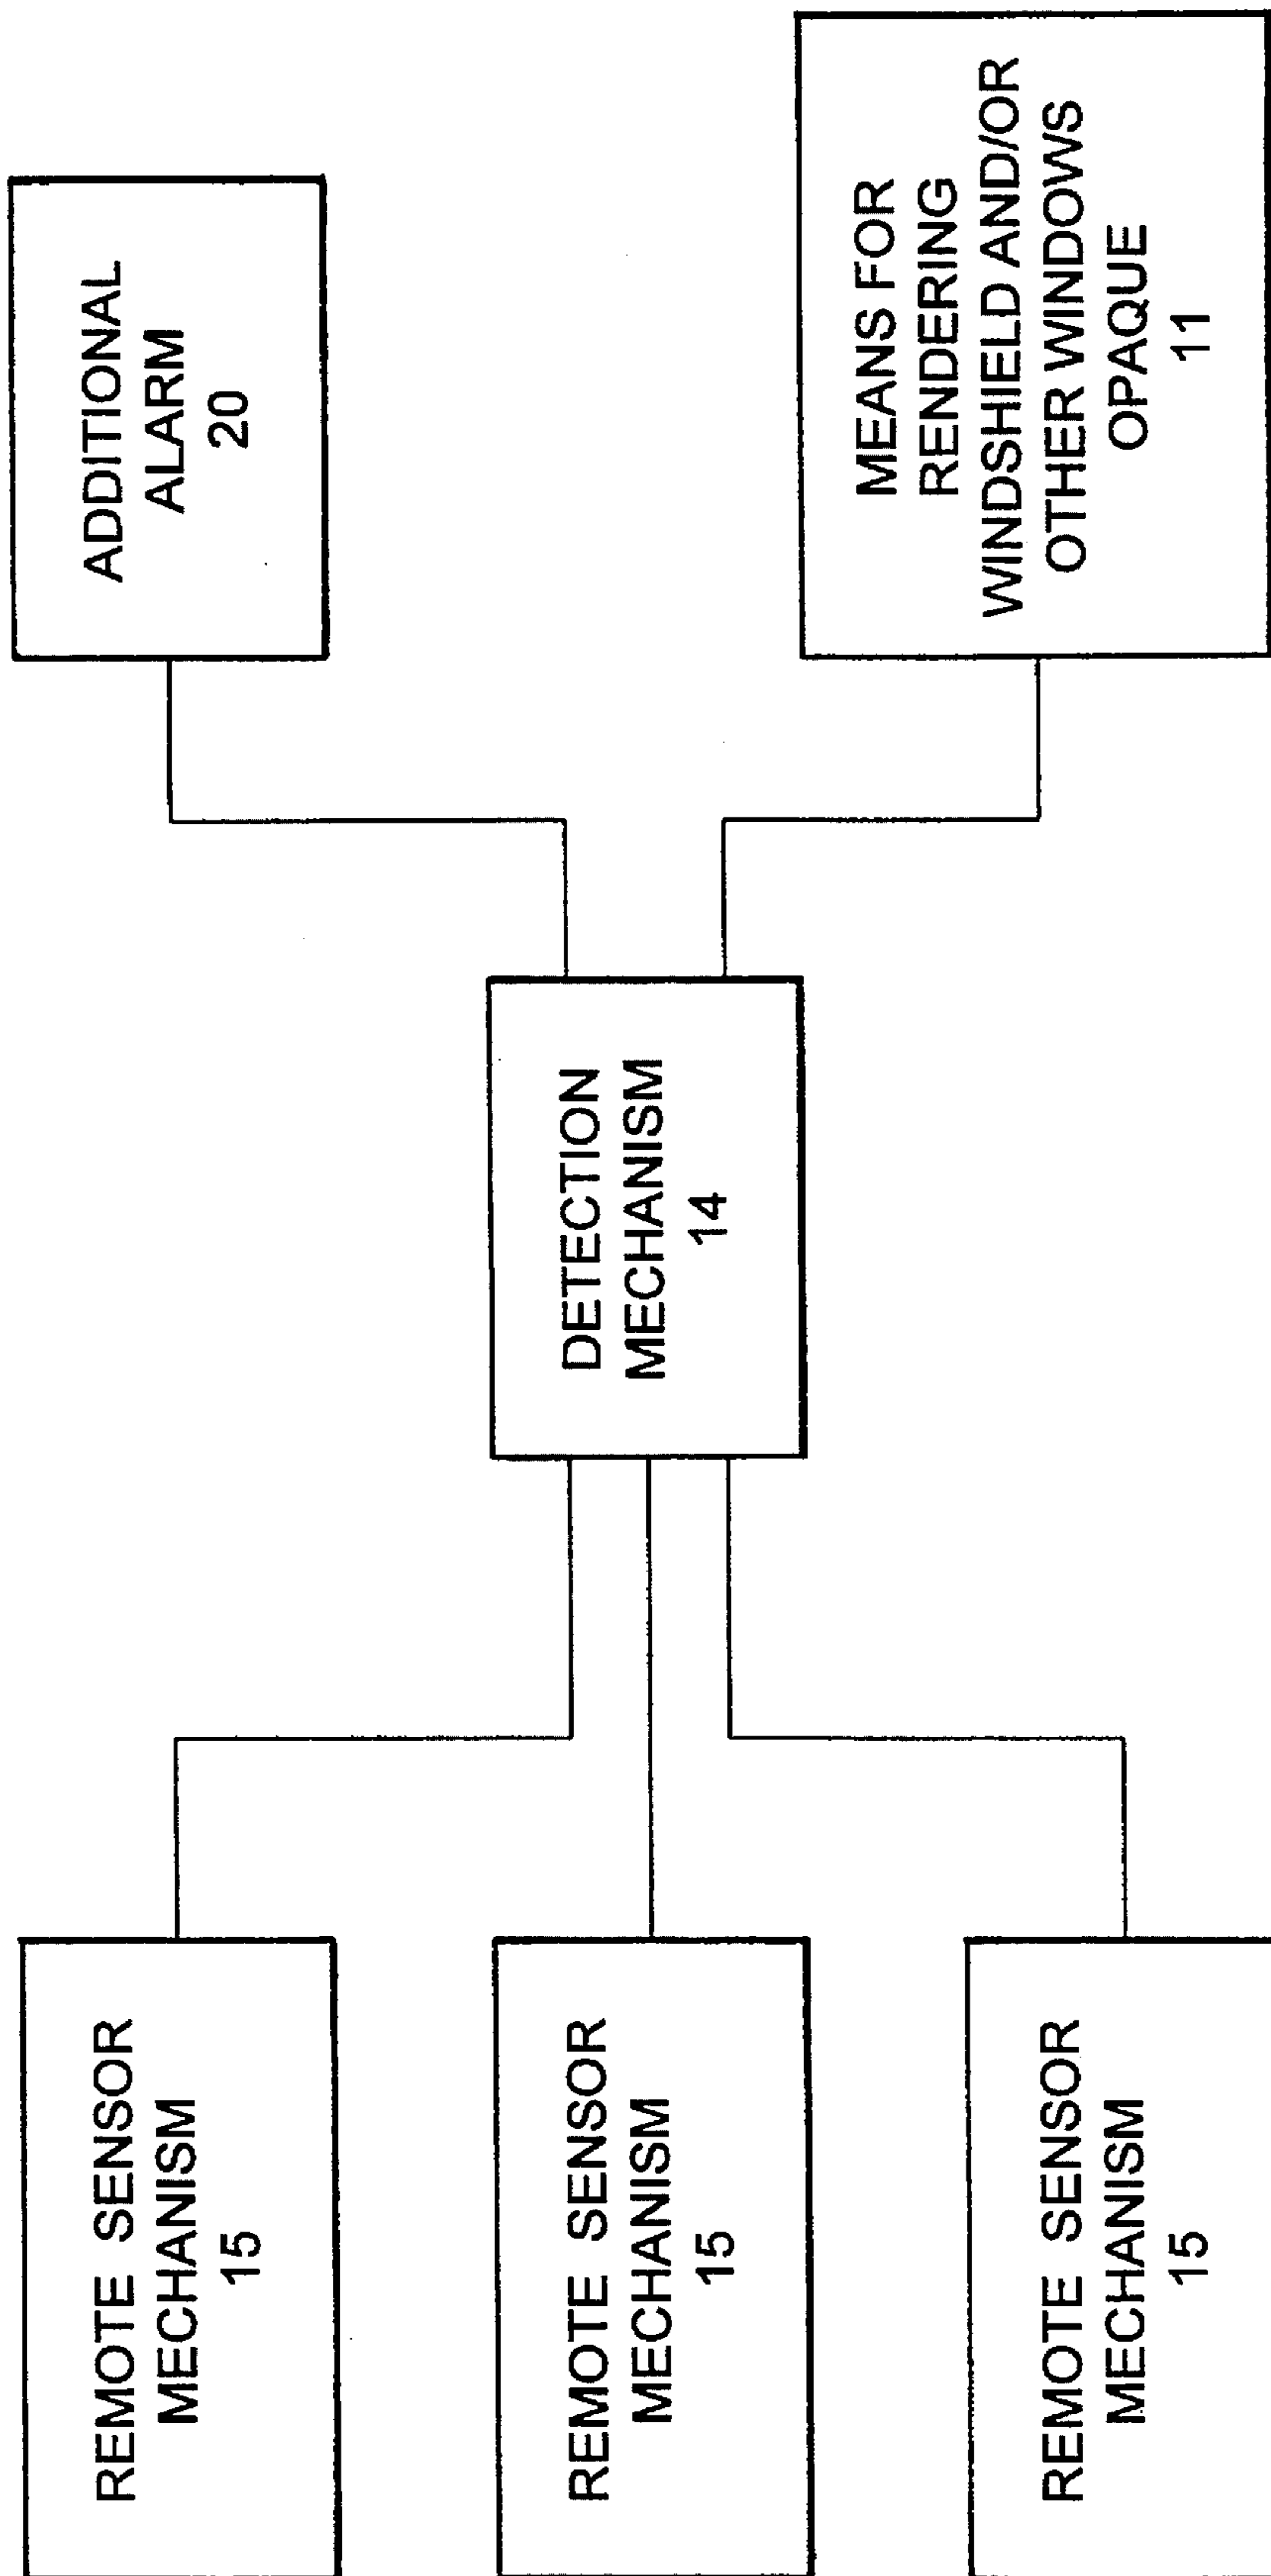 REMOTE SENSOR
MECHANISM
15
REMOTE SENSOR
MECHANISM
15
REMOTE SENSOR
MECHANISM
15
DETECTION
MECHANISM
14
ADDITIONAL
ALARM
20
MEANS FOR
RENDERING
WINDSHIELD AND/OR
OTHER WINDOWS
OPAQUE
11